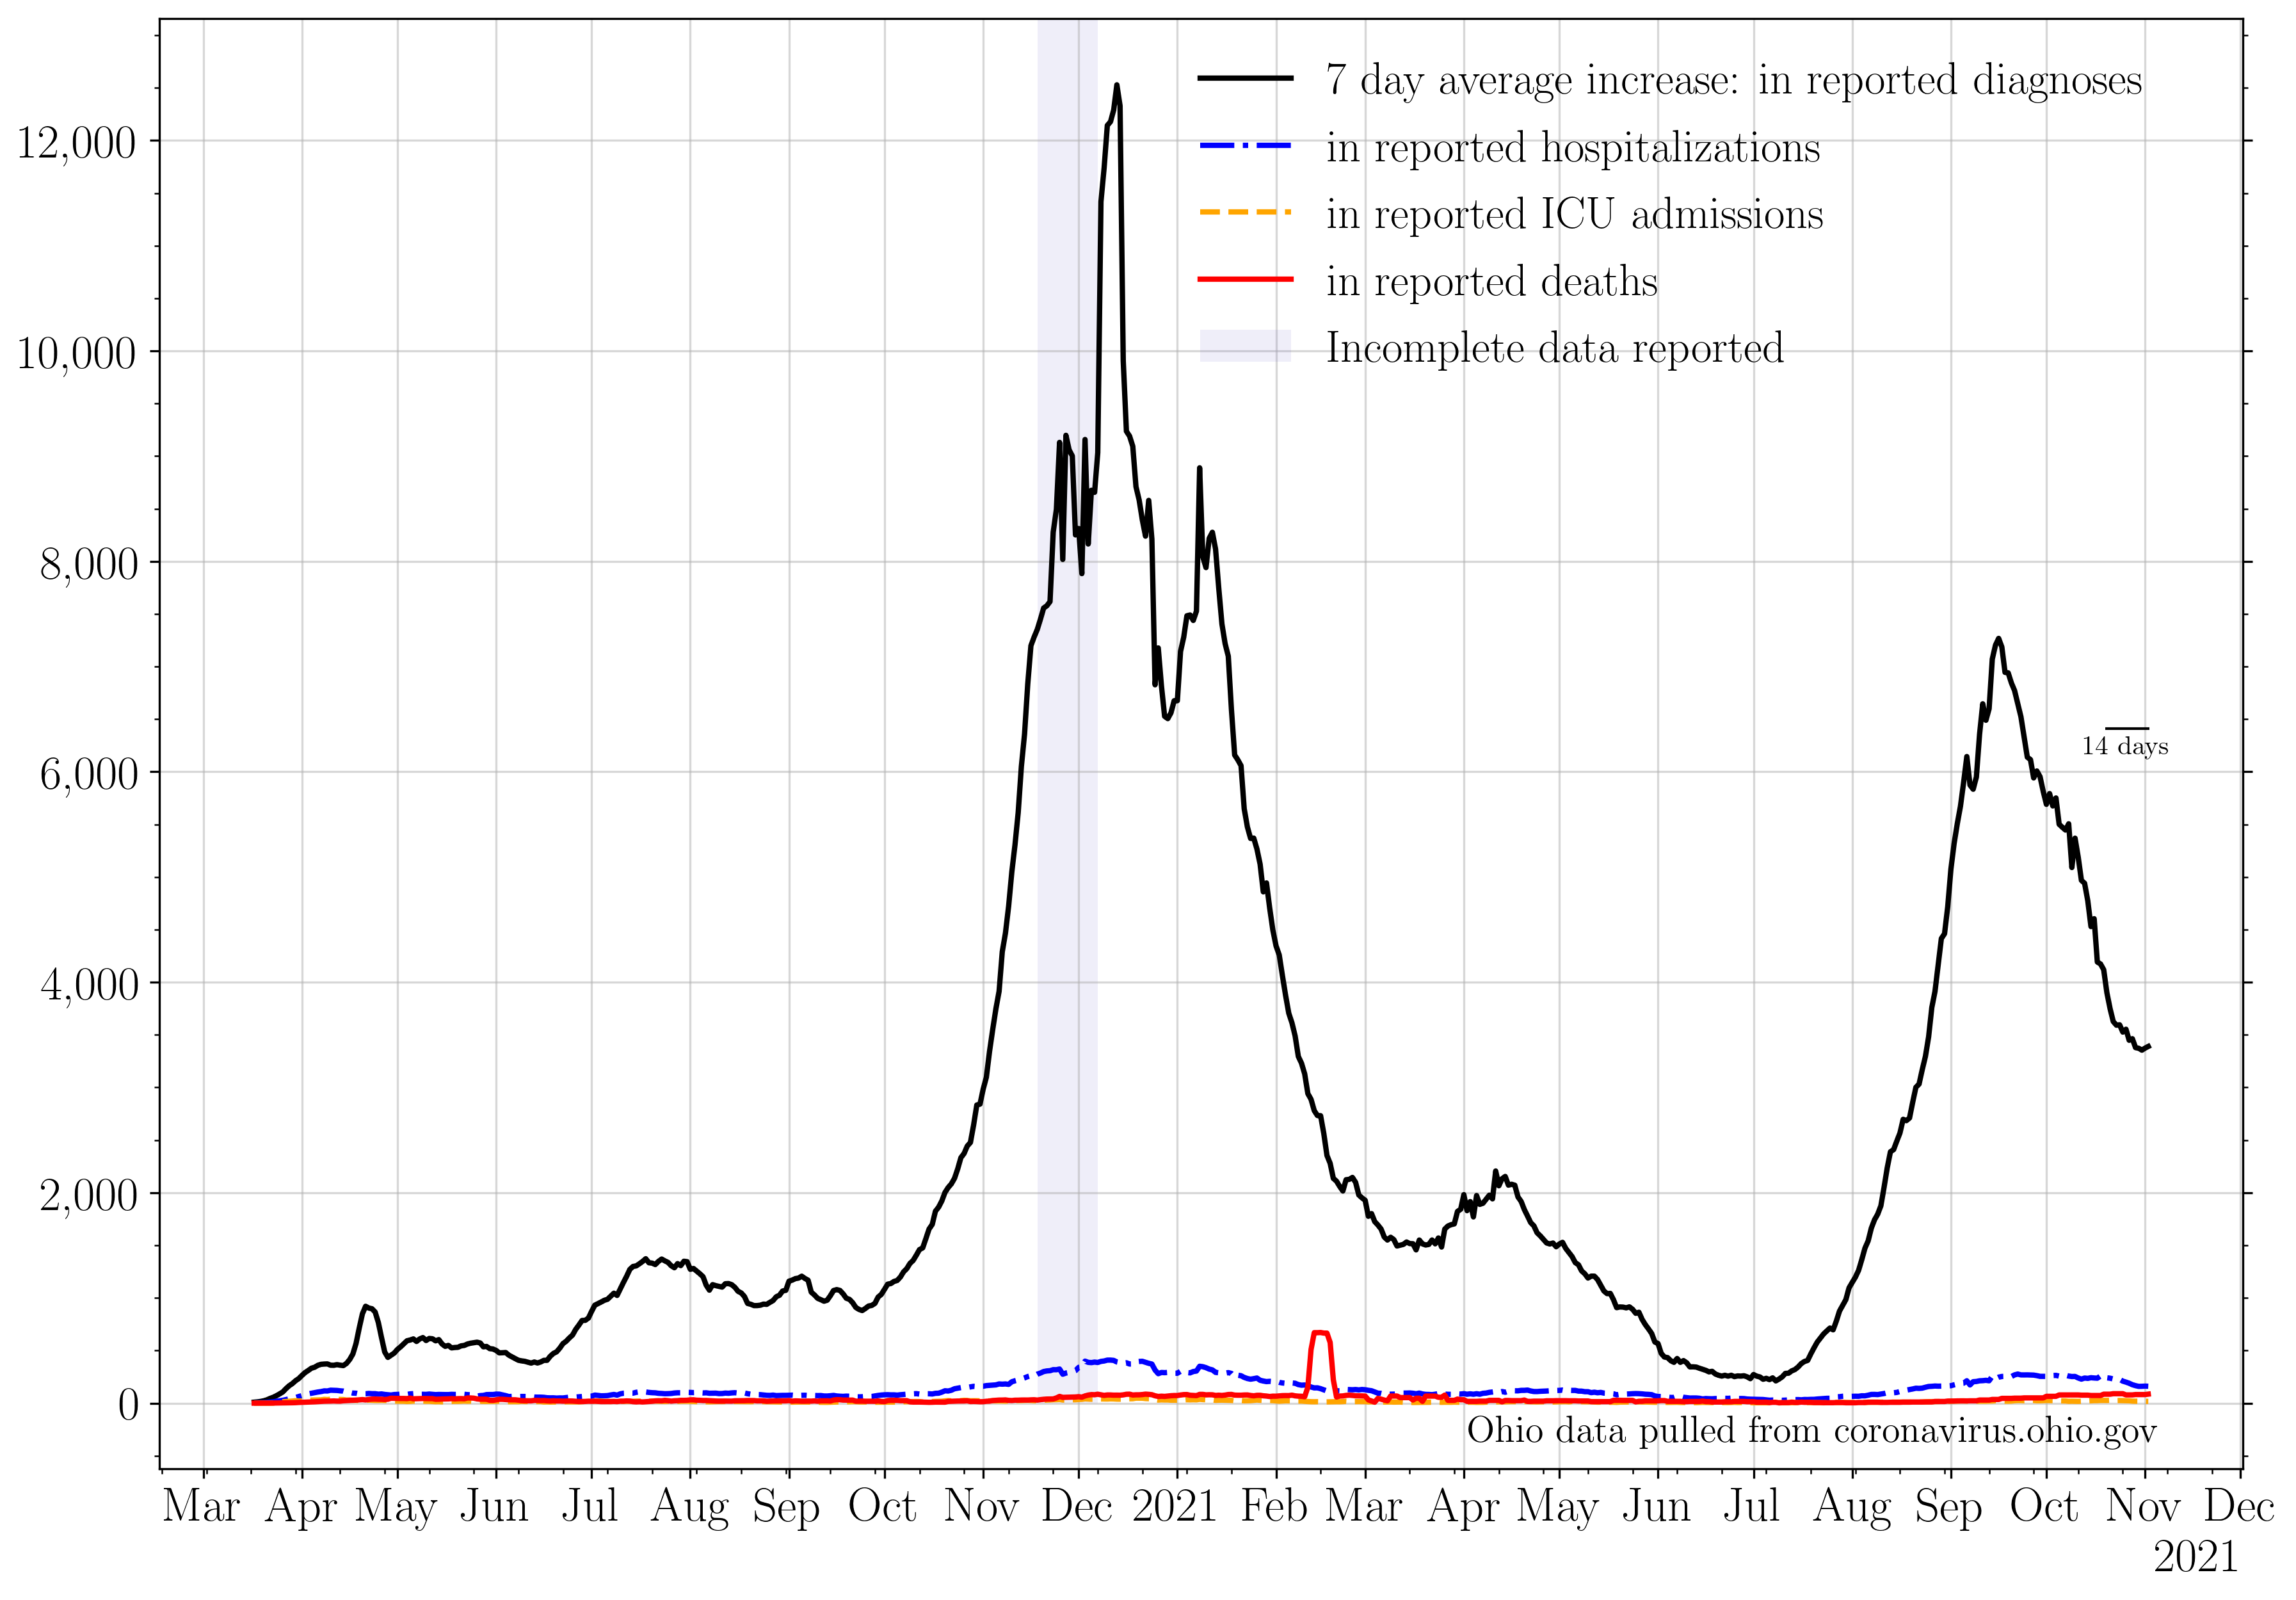 7 day average increase: in reported diagnoses
in reported hospitalizations
in reported ICU admissions
in reported deaths
Incomplete data reported
12,000
10,000
8,000
6,000
4,000
2,000
0
14 days
Ohio data pulled from coronavirus.ohio.gov
Mar Apr May Jun Jul Aug Sep Oct Nov Dec 2021 Feb Mar Apr May Jun Jul Aug Sep Oct Nov Dec
2021